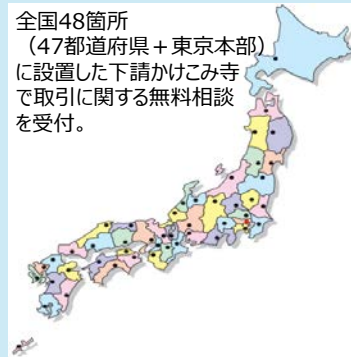 全国48箇所
（47都道府県＋東京本部）
に設置した下請かけこみ寺
で取引に関する無料相談
を受付。